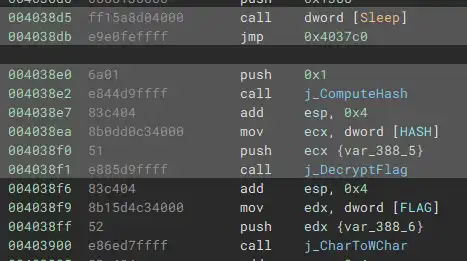 004038d5 ff15a8d04000 call dword [Sleep]
004038db e9e0feffff jmp 0x4037c0
004038e0 6a01 push 0x1
004038e2 e844d9ffff call j_ComputeHash
004038e7 83c404 add esp, 0x4
004038ea 8b0dd0c34000 mov ecx, dword [HASH]
004038f0 51 push ecx {var_388_5}
004038f1 e885d9ffff call j_DecryptFlag
004038f6 83c404 add esp, 0x4
004038f9 8b15d4c34000 mov edx, dword [FLAG]
004038ff 52 push edx {var_388_6}
00403900 e86ed7ffff call j_CharToWChar